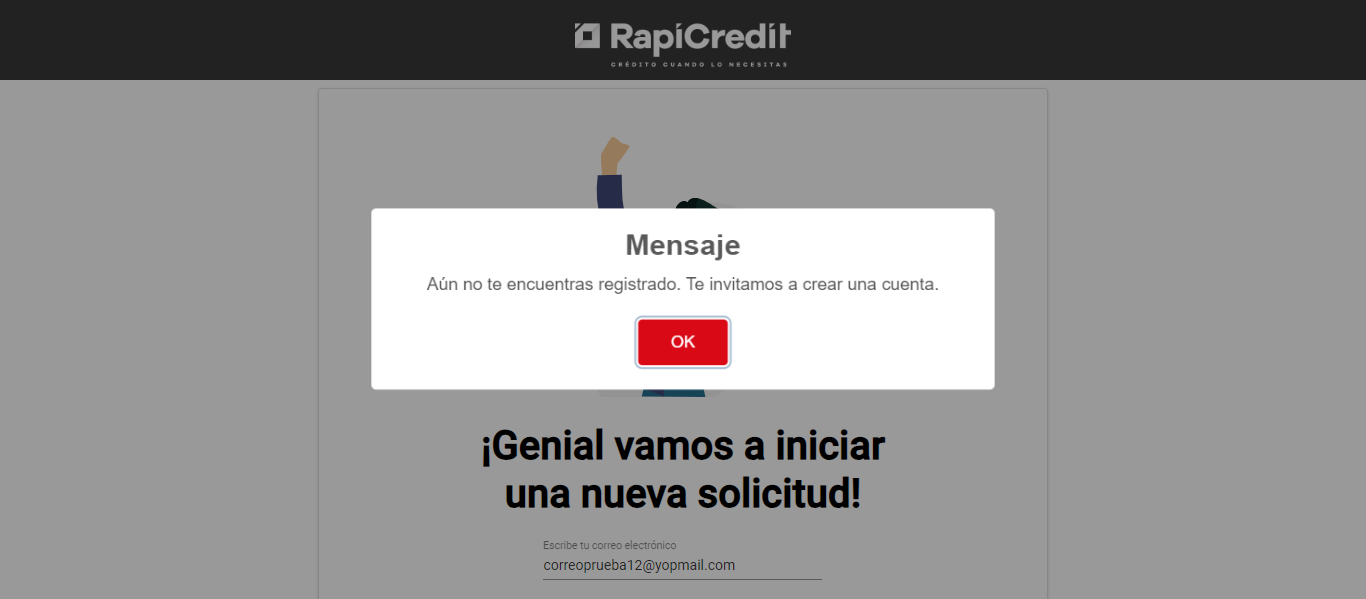 RapiCredit
CRÉDITO CUANDO LO NECESITAS
Mensaje
Aún no te encuentras registrado. Te invitamos a crear una cuenta.
OK
¡Genial vamos a iniciar
una nueva solicitud!
Escribe tu correo electrónico
correoprueba12@yopmail.com